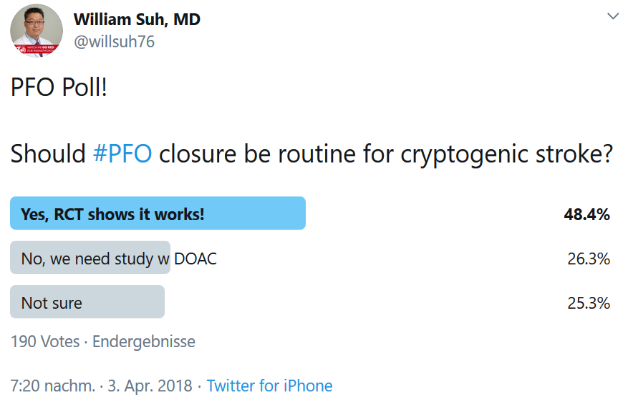 William Suh, MD
@willsuh76
PFO Poll!
Should #PFO closure be routine for cryptogenic stroke?
Yes, RCT shows it works! 48.4%
No, we need study w DOAC 26.3%
Not sure 25.3%
190 Votes · Endergebnisse
7:20 nachm. · 3. Apr. 2018 · Twitter for iPhone